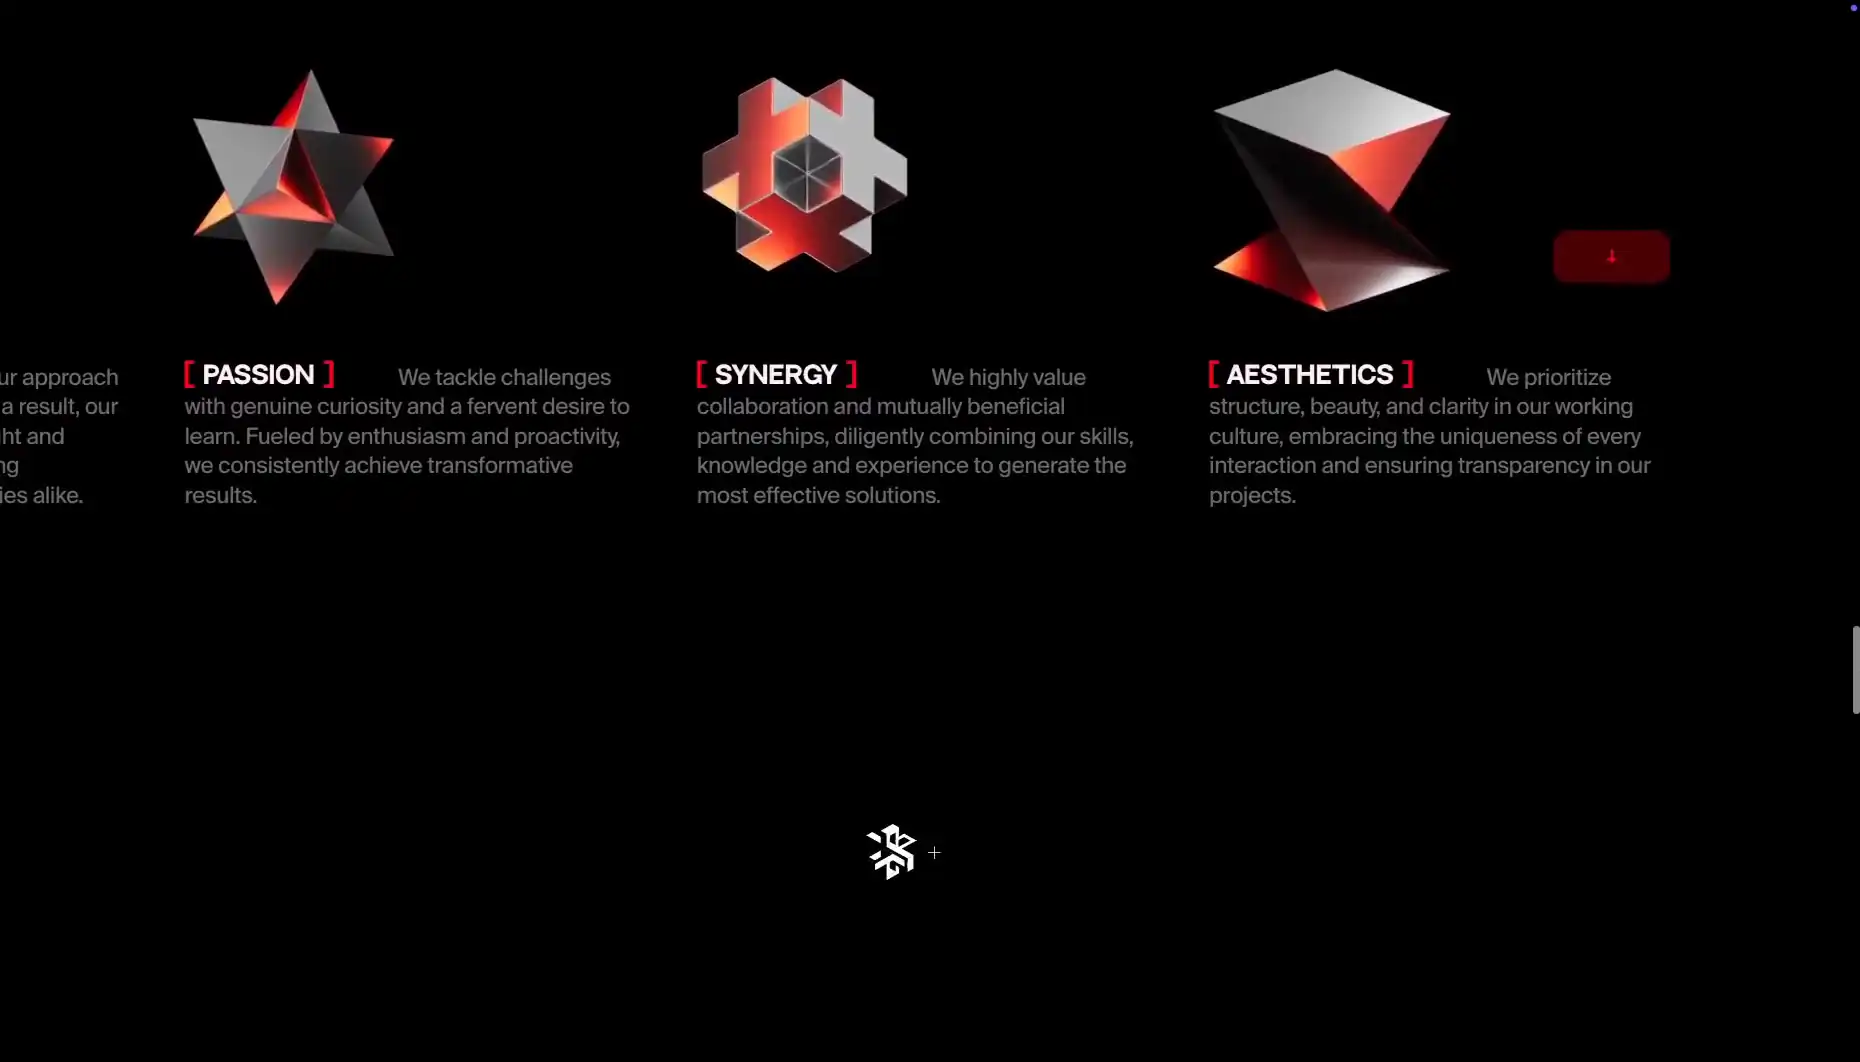 ur approach
a result, our
ht and
ng
ies alike.
[ PASSION ] We tackle challenges
with genuine curiosity and a fervent desire to
learn. Fueled by enthusiasm and proactivity,
we consistently achieve transformative
results.
[ SYNERGY ] We highly value
collaboration and mutually beneficial
partnerships, diligently combining our skills,
knowledge and experience to generate the
most effective solutions.
[ AESTHETICS ] We prioritize
structure, beauty, and clarity in our working
culture, embracing the uniqueness of every
interaction and ensuring transparency in our
projects.